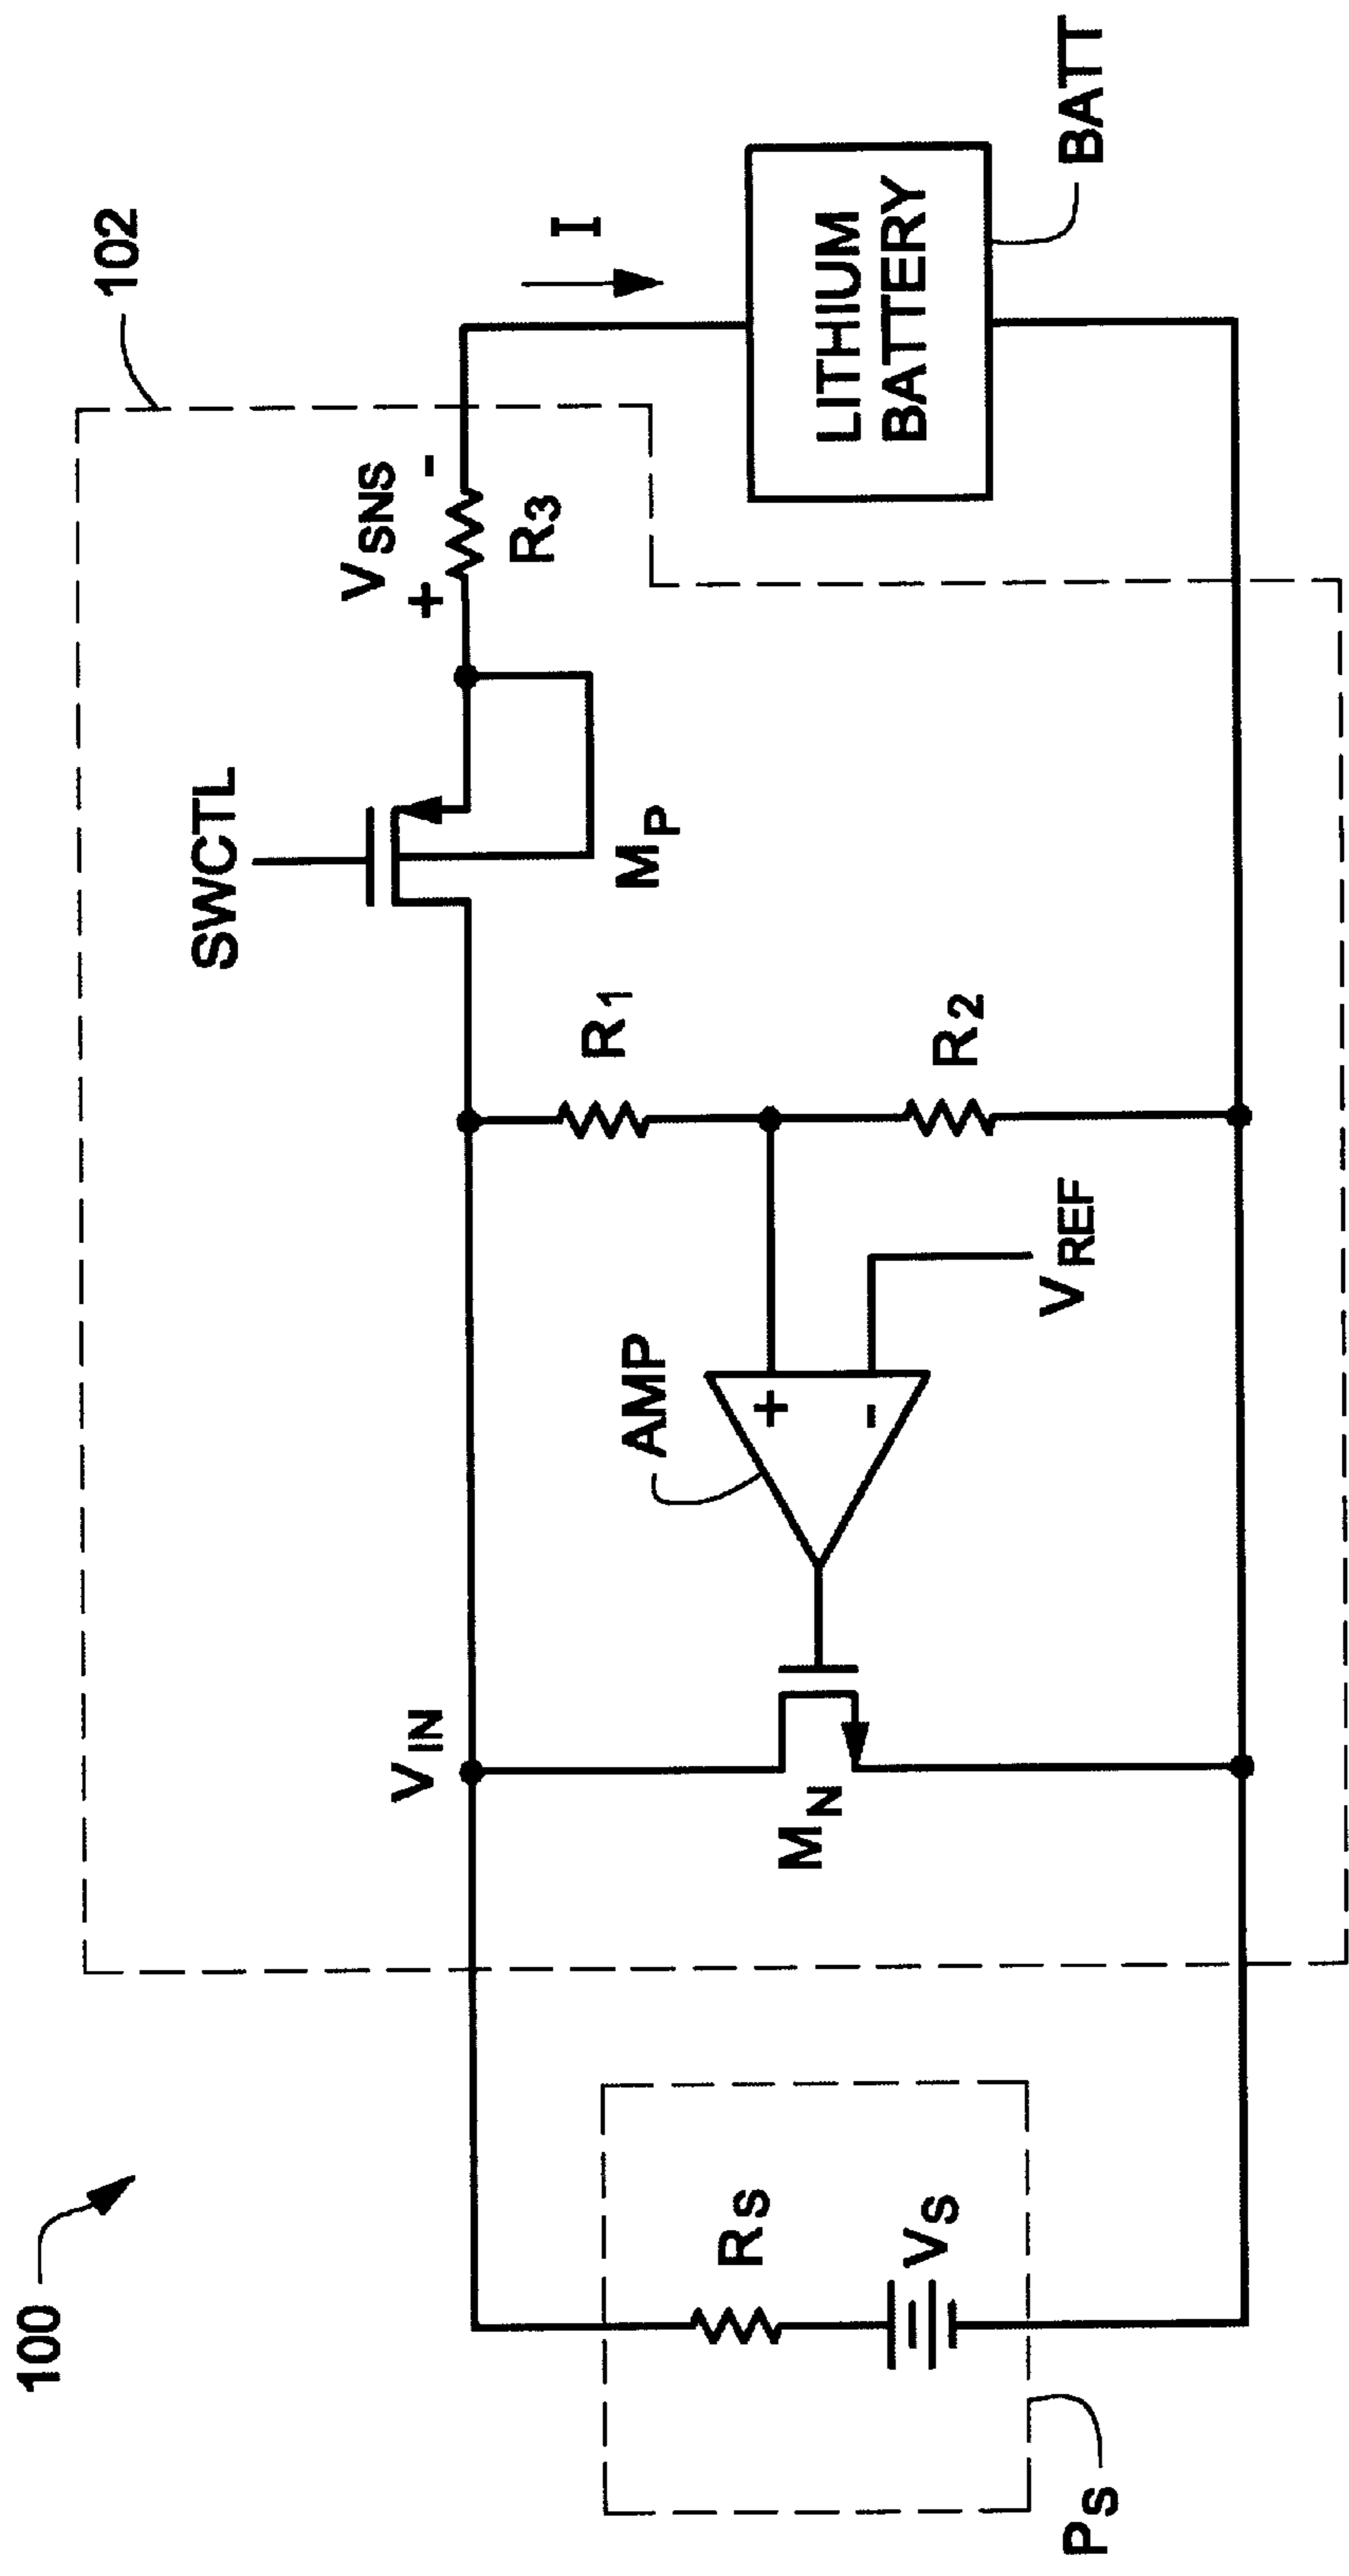 100
102
SWCTL
VSNS
+ -
R3
I
VIN
MP
R1
AMP
+
-
MN
R2
VREF
RS
VS
PS
LITHIUM
BATTERY
BATT